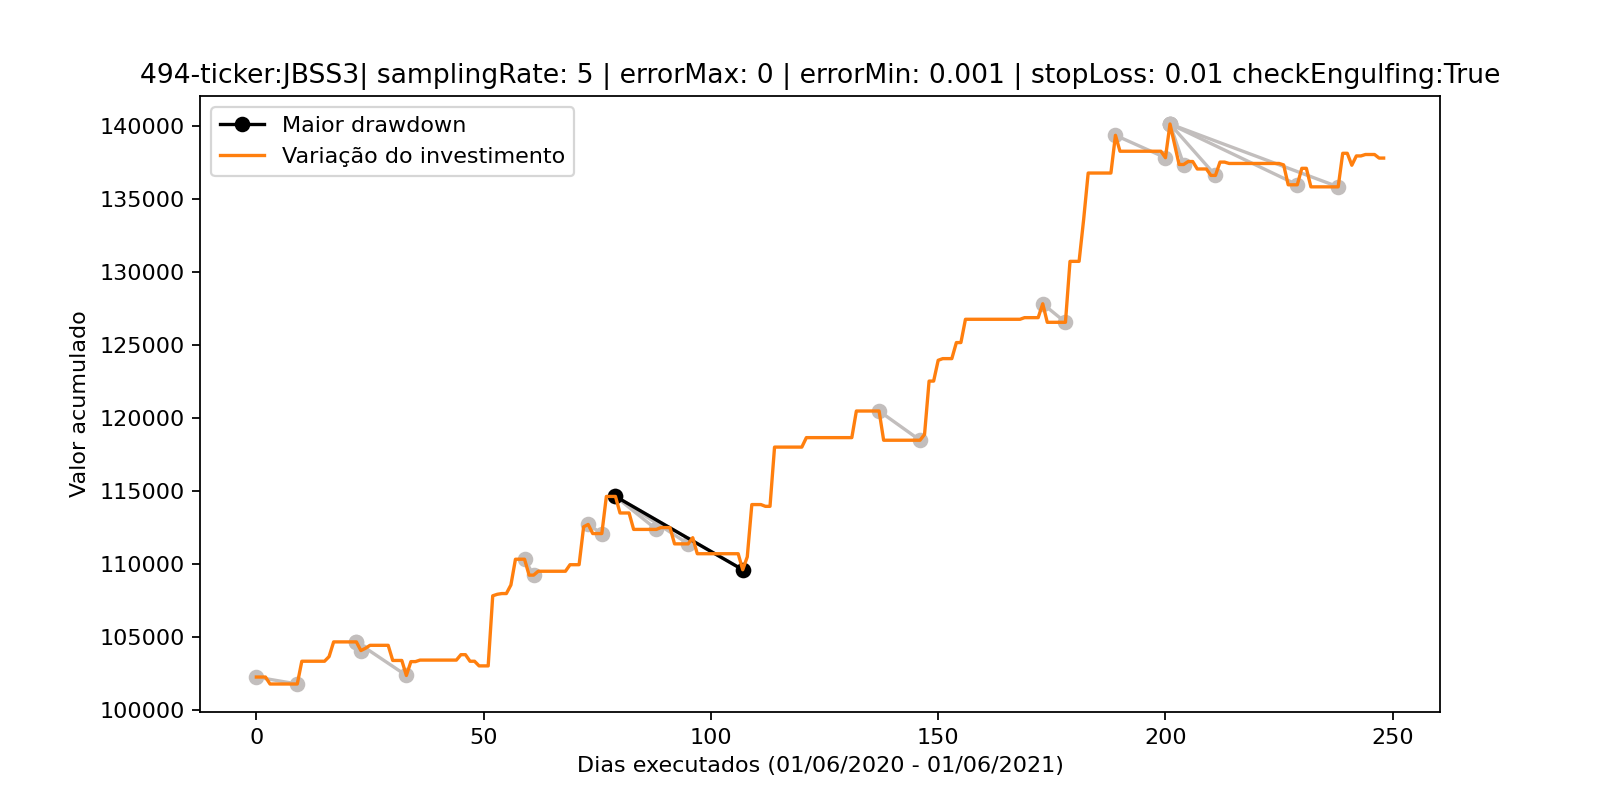 494-ticker:JBSS3| samplingRate: 5 | errorMax: 0 | errorMin: 0.001 | stopLoss: 0.01 checkEngulfing:True
Maior drawdown
Variação do investimento
140000
135000
130000
125000
120000
115000
110000
105000
100000
Valor acumulado
0 50 100 150 200 250
Dias executados (01/06/2020 - 01/06/2021)